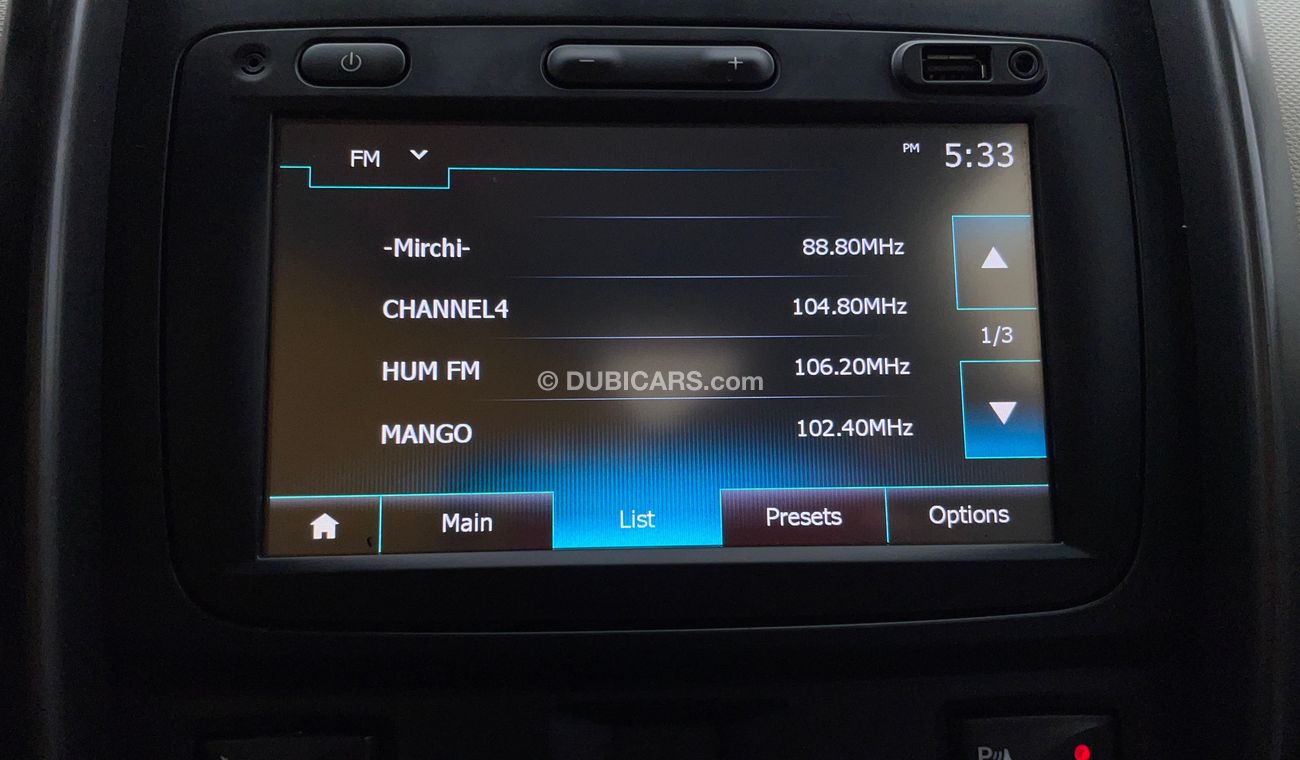 FM PM 5:33
-Mirchi- 88.80MHz
CHANNEL4 104.80MHz
1/3
HUM FM 106.20MHz
© DUBICARS.com
MANGO 102.40MHz
Main List Presets Options
P